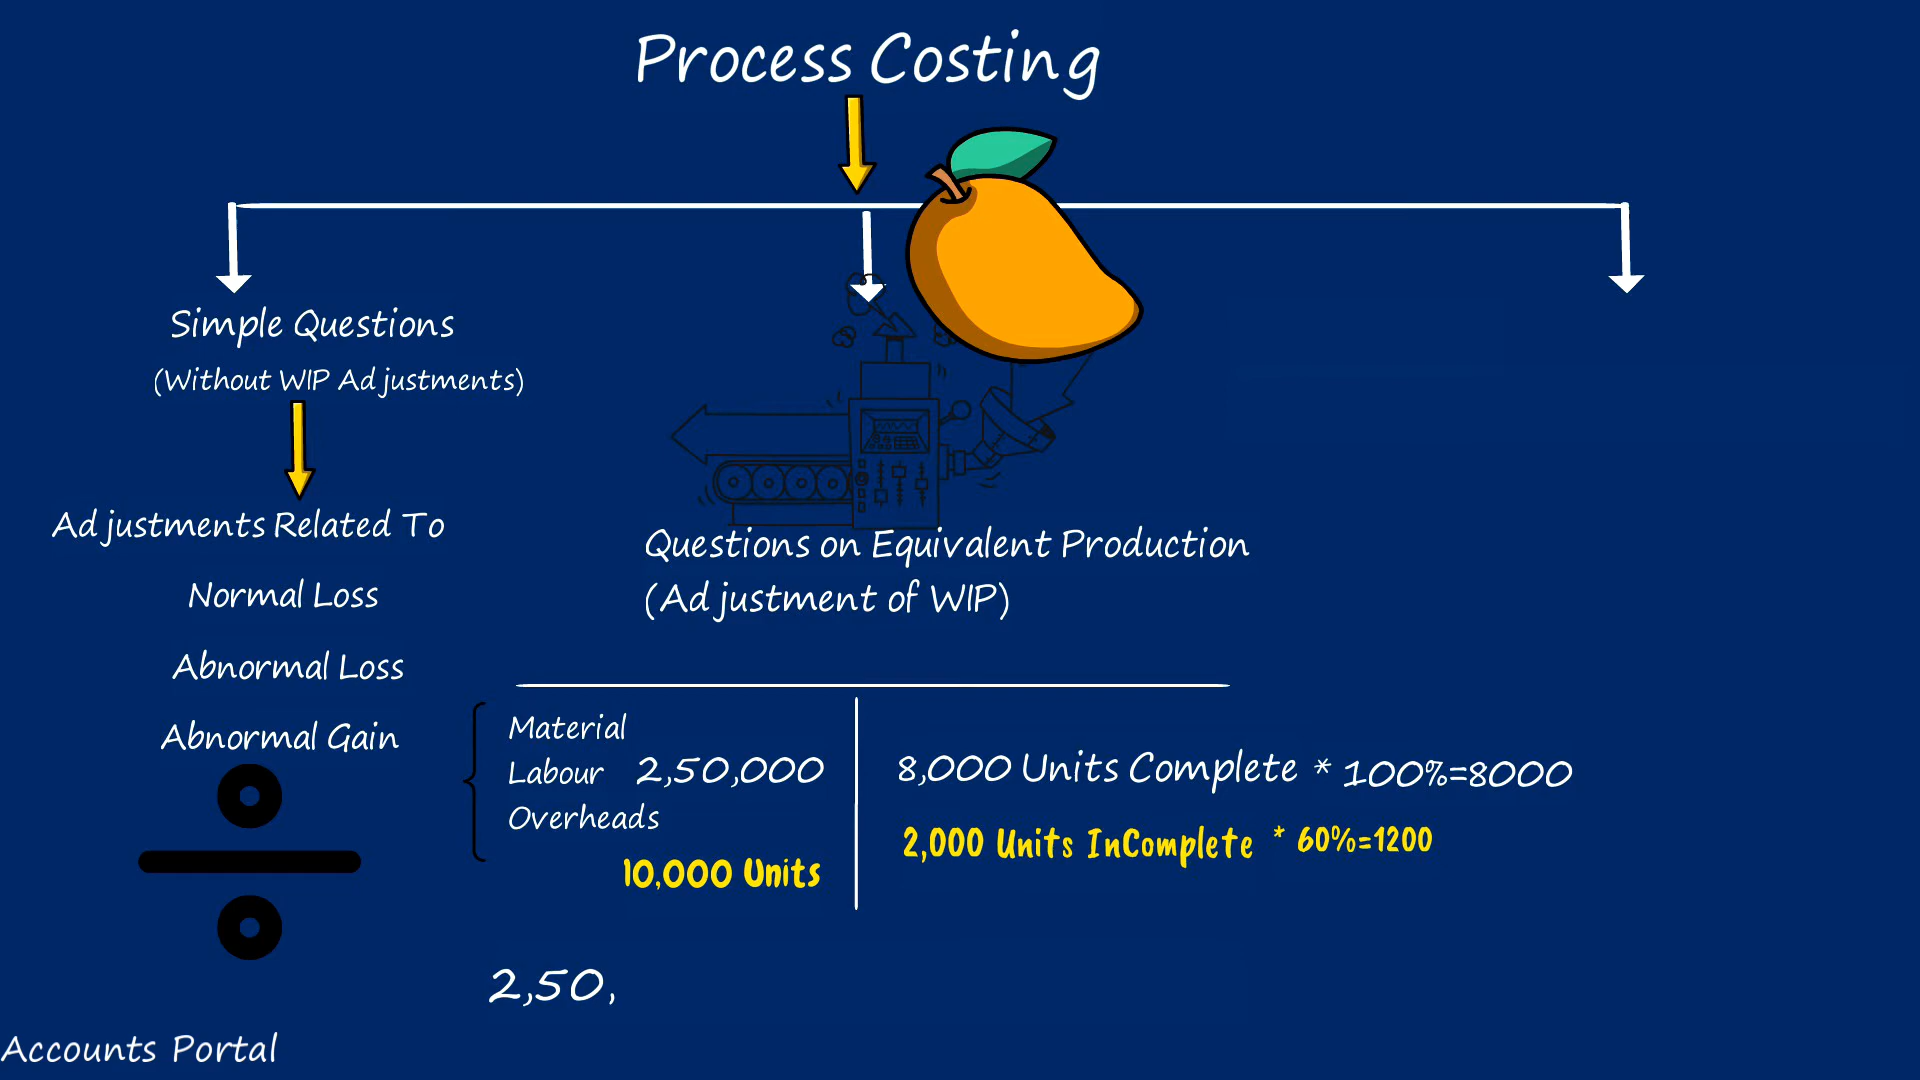 Process Costing
Simple Questions
(Without WIP Adjustments)
Adjustments Related To
Normal Loss
Abnormal Loss
Abnormal Gain
Questions on Equivalent Production
(Adjustment of WIP)
Material
Labour 2,50,000
Overheads
10,000 Units
8,000 Units Complete * 100%=8000
2,000 Units InComplete * 60%=1200
2,50,
Accounts Portal